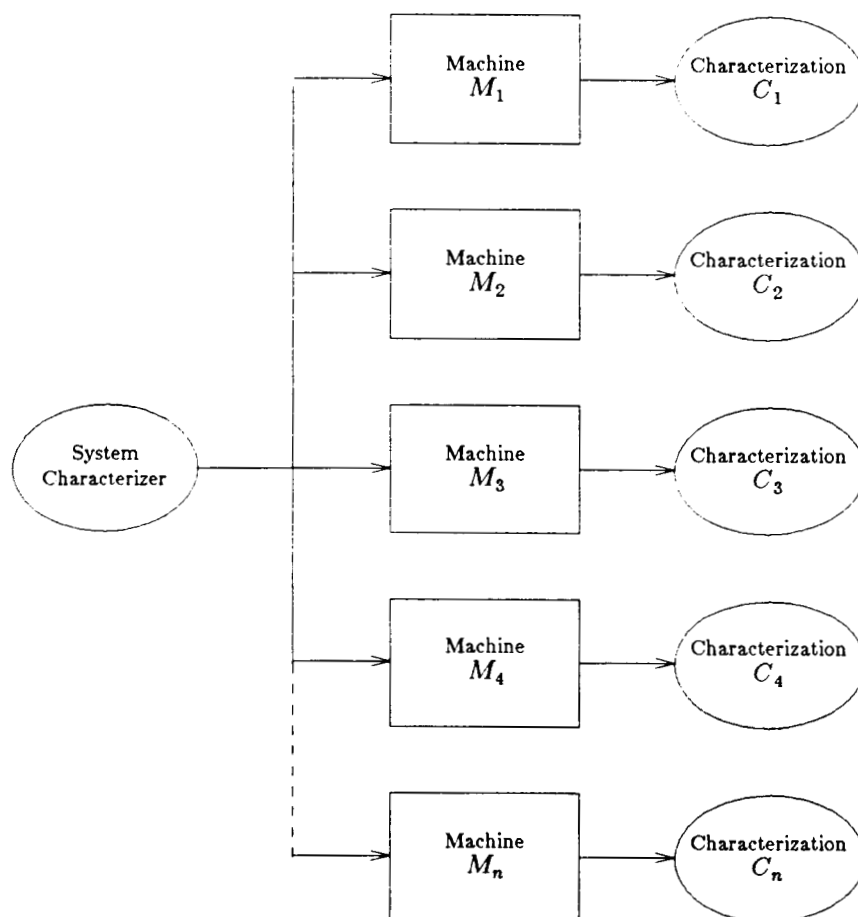 Machine
M₁
Characterization
C₁
Machine
M₂
Characterization
C₂
System
Characterizer
Machine
M₃
Characterization
C₃
Machine
M₄
Characterization
C₄
Machine
Mₙ
Characterization
Cₙ